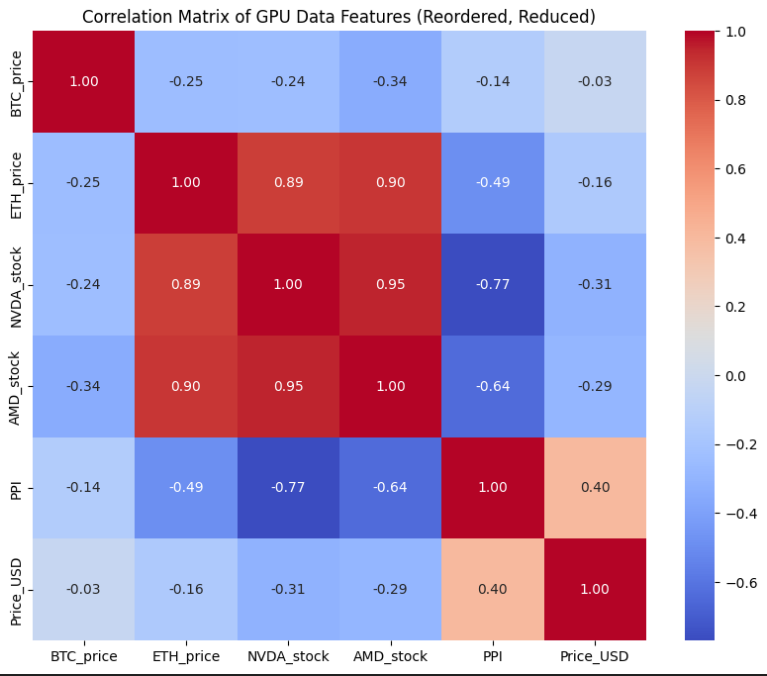 Correlation Matrix of GPU Data Features (Reordered, Reduced)
BTC_price 1.00 -0.25 -0.24 -0.34 -0.14 -0.03
ETH_price -0.25 1.00 0.89 0.90 -0.49 -0.16
NVDA_stock -0.24 0.89 1.00 0.95 -0.77 -0.31
AMD_stock -0.34 0.90 0.95 1.00 -0.64 -0.29
PPI -0.14 -0.49 -0.77 -0.64 1.00 0.40
Price_USD -0.03 -0.16 -0.31 -0.29 0.40 1.00
BTC_price ETH_price NVDA_stock AMD_stock PPI Price_USD
1.0
0.8
0.6
0.4
0.2
0.0
−0.2
−0.4
−0.6